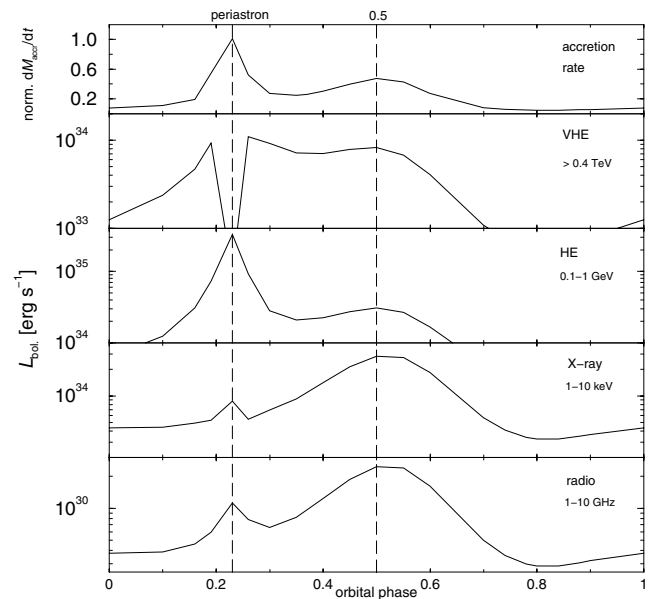 periastron 0.5
norm. dM_accr/dt
1.0
0.6
0.2
accretion
rate
10^34
10^33
VHE
> 0.4 TeV
L_bol. [erg s^−1]
10^35
10^34
HE
0.1−1 GeV
10^34
X−ray
1−10 keV
10^30
radio
1−10 GHz
0 0.2 0.4 0.6 0.8 1
orbital phase